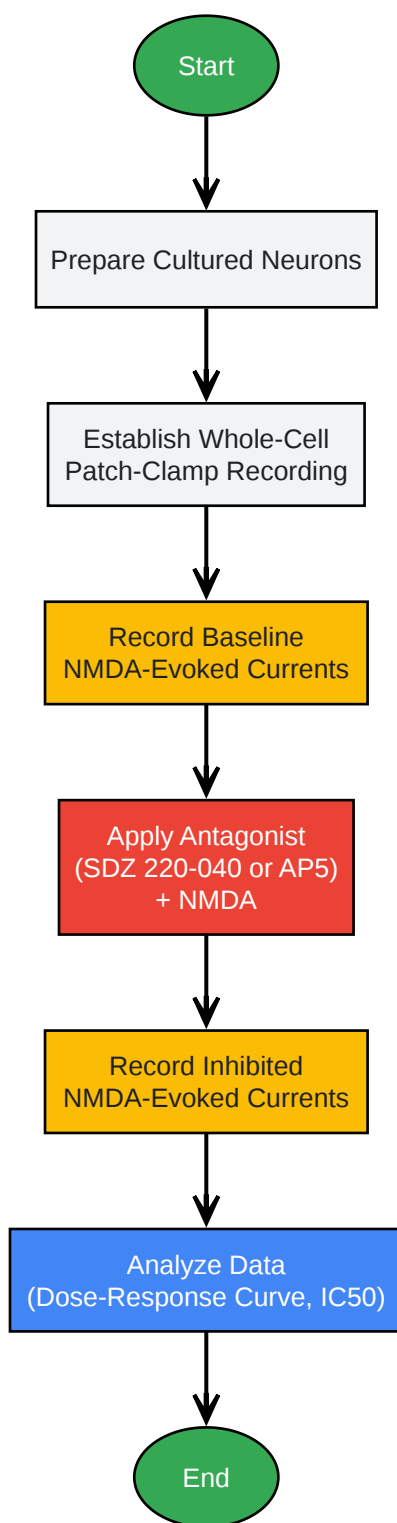 Start
Prepare Cultured Neurons
Establish Whole-Cell
Patch-Clamp Recording
Record Baseline
NMDA-Evoked Currents
Apply Antagonist
(SDZ 220-040 or AP5)
+ NMDA
Record Inhibited
NMDA-Evoked Currents
Analyze Data
(Dose-Response Curve, IC50)
End